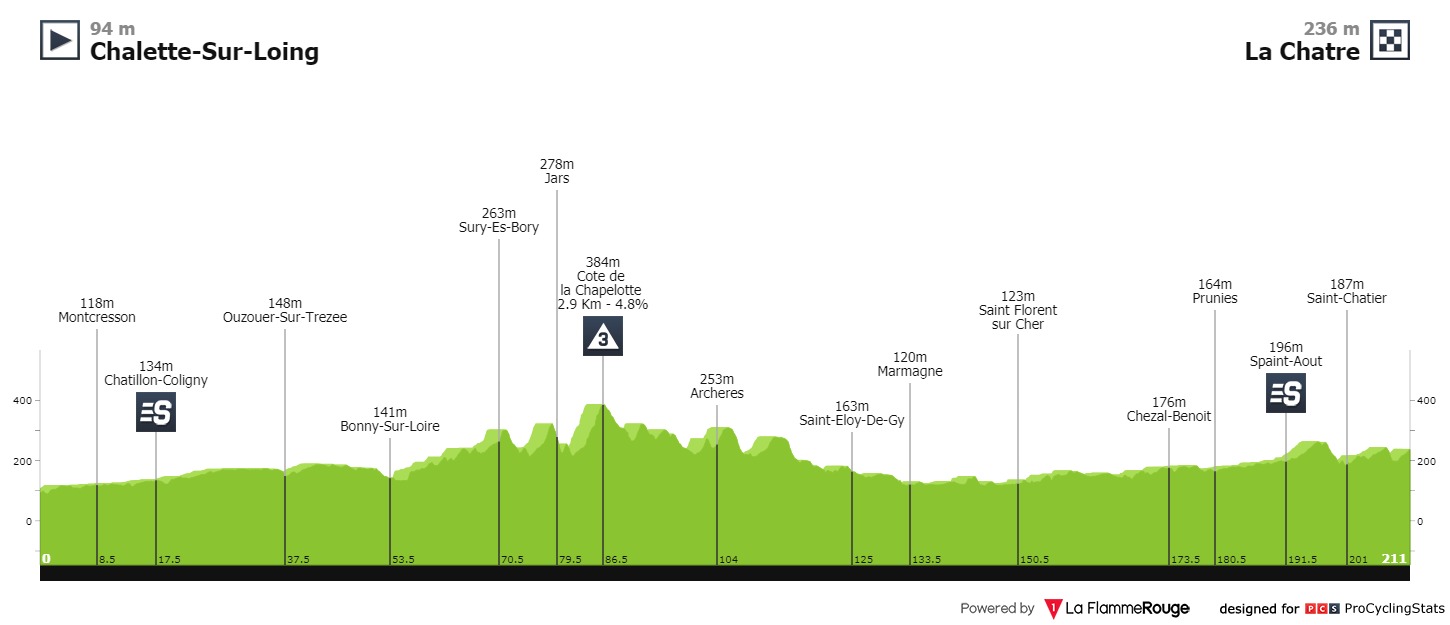 94 m
Chalette-Sur-Loing
236 m
La Chatre
278m
Jars
263m
Sury-Es-Bory
384m
Cote de
la Chapelotte
2.9 Km - 4.8%
3
118m
Montcresson
148m
Ouzouer-Sur-Trezee
123m
Saint Florent
sur Cher
164m
Prunies
187m
Saint-Chatier
134m
Chatillon-Coligny
S
141m
Bonny-Sur-Loire
253m
Archeres
163m
Saint-Eloy-De-Gy
120m
Marmagne
176m
Chezal-Benoit
196m
Spaint-Aout
S
400
200
0
400
200
0
0
8.5
17.5
37.5
53.5
70.5
79.5
86.5
104
125
133.5
150.5
173.5
180.5
191.5
201
211
Powered by 1 La FlammeRouge designed for PCS ProCyclingStats